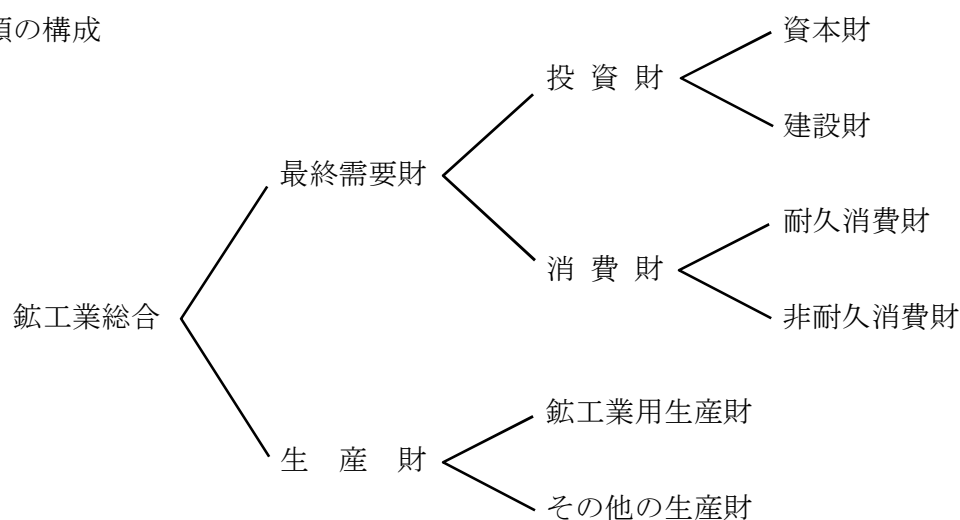 の構成
資本財
投資財
建設財
最終需要財
耐久消費財
消費財
鉱工業総合
非耐久消費財
鉱工業用生産財
生産財
その他の生産財